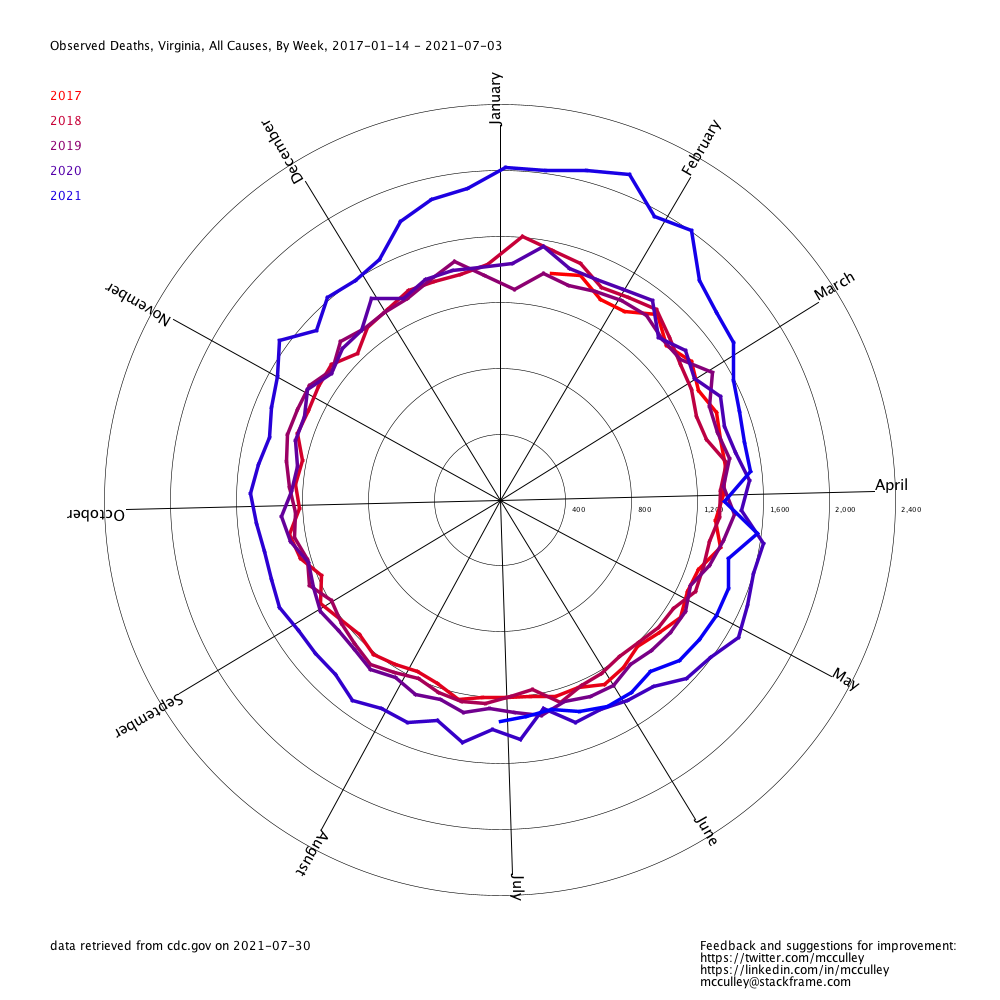 Observed Deaths, Virginia, All Causes, By Week, 2017-01-14 - 2021-07-03
2017
2018
2019
2020
2021
January
February
March
April
May
June
July
August
September
October
November
December
400
800
1,200
1,600
2,000
2,400
data retrieved from cdc.gov on 2021-07-30
Feedback and suggestions for improvement:
https://twitter.com/mcculley
https://linkedin.com/in/mcculley
mcculley@stackframe.com